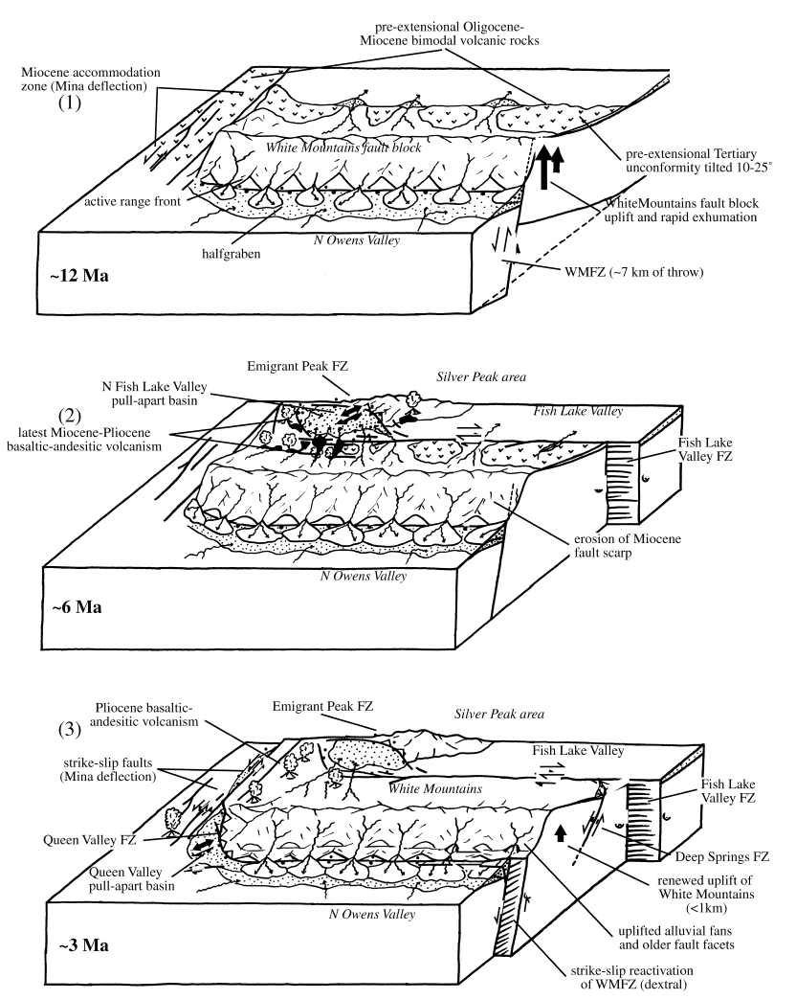 pre-extensional Oligocene-
Miocene bimodal volcanic rocks
Miocene accommodation
zone (Mina deflection)
(1)
White Mountains fault block
pre-extensional Tertiary
unconformity tilted 10-25°
active range front
WhiteMountains fault block
uplift and rapid exhumation
N Owens Valley
halfgraben
~12 Ma
WMFZ (~7 km of throw)
Emigrant Peak FZ
Silver Peak area
N Fish Lake Valley
pull-apart basin
(2)
Fish Lake Valley
latest Miocene-Pliocene
basaltic-andesitic volcanism
Fish Lake
Valley FZ
erosion of Miocene
fault scarp
N Owens Valley
~6 Ma
Pliocene basaltic-
andesitic volcanism
Emigrant Peak FZ
Silver Peak area
(3)
Fish Lake Valley
strike-slip faults
(Mina deflection)
White Mountains
Fish Lake
Valley FZ
Queen Valley FZ
Deep Springs FZ
Queen Valley
pull-apart basin
renewed uplift of
White Mountains
(<1km)
N Owens Valley
uplifted alluvial fans
and older fault facets
~3 Ma
strike-slip reactivation
of WMFZ (dextral)